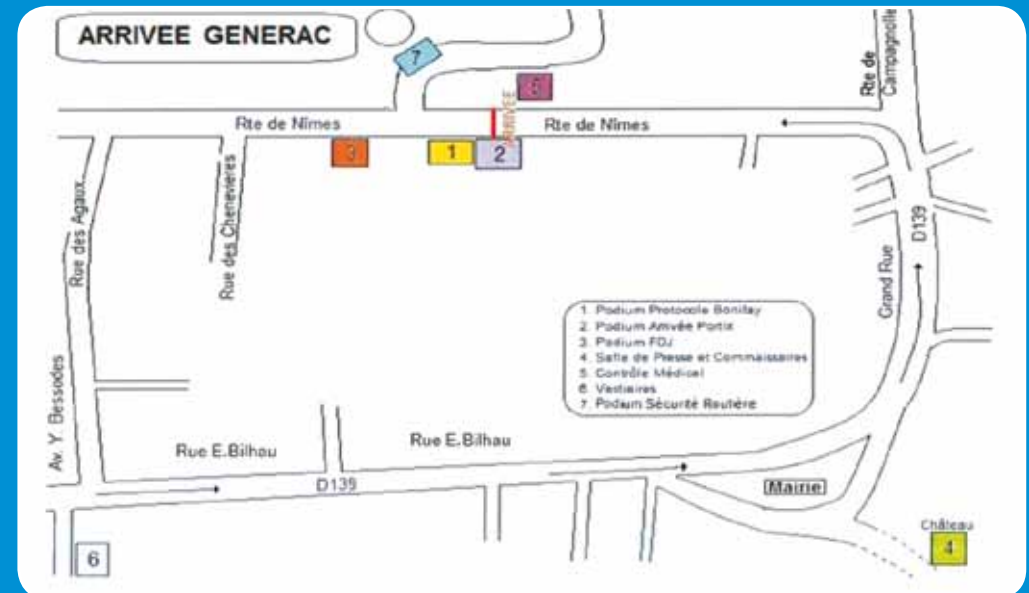 ARRIVEE GENERAC
7
5
Rte de Campagnolle
Rte de Nîmes
ARRIVEE
Rte de Nîmes
3
1
2
Rue des Agaux
Rue des Chenevieres
D139
Grand Rue
1. Podium Protocole Bonifay
2. Podium Arrivée Portix
3. Podium FDJ
4. Salle de Presse et Commaissaires
5. Contrôle Médical
6. Vestiaires
7. Podium Sécurité Routière
Av. Y. Bessodes
Rue E.Bilhau
Rue E.Bilhau
D139
Mairie
Château
4
6